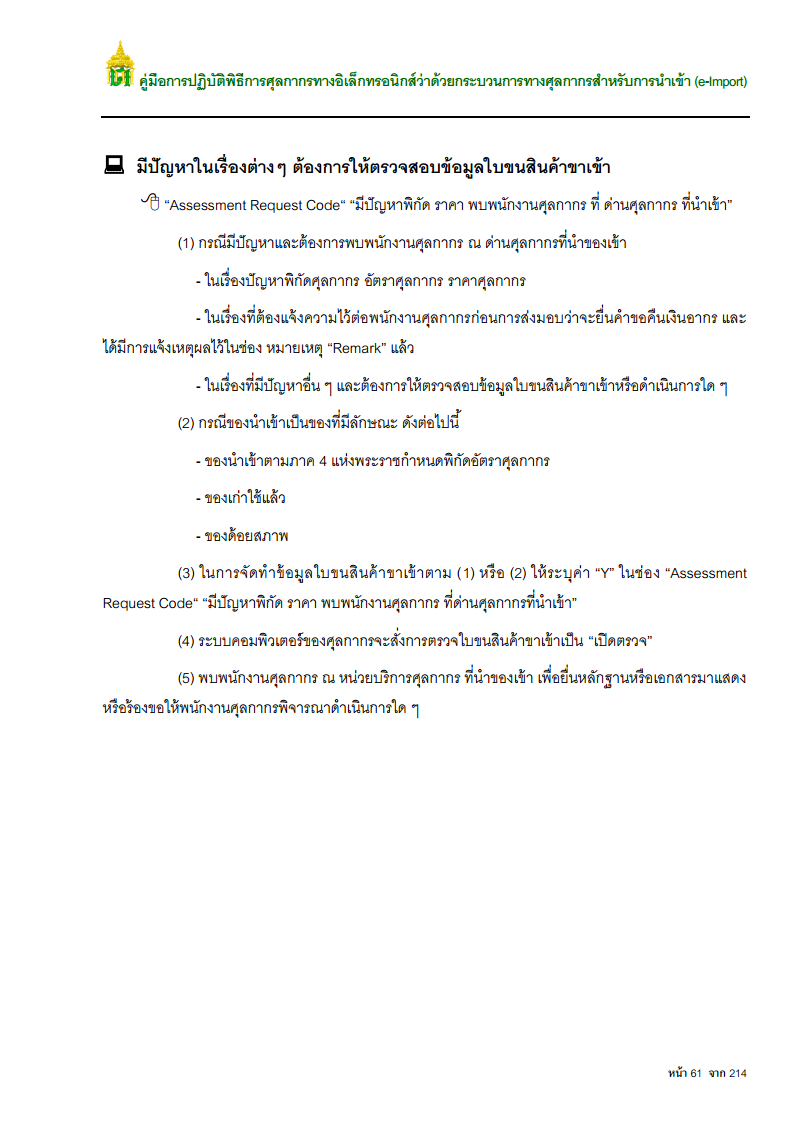 คู่มือการปฏิบัติพิธีการศุลกากรทางอิเล็กทรอนิกส์ว่าด้วยกระบวนการทางศุลกากรสำหรับการนำเข้า (e-Import)
มีปัญหาในเรื่องต่างๆ ต้องการให้ตรวจสอบข้อมูลใบขนสินค้าขาเข้า
“Assessment Request Code“ “มีปัญหาพิกัด ราคา พบพนักงานศุลกากร ที่ ด่านศุลกากร ที่นำเข้า”
(1) กรณีมีปัญหาและต้องการพบพนักงานศุลกากร ณ ด่านศุลกากรที่นำของเข้า
- ในเรื่องปัญหาพิกัดศุลกากร อัตราศุลกากร ราคาศุลกากร
- ในเรื่องที่ต้องแจ้งความไว้ต่อพนักงานศุลกากรก่อนการส่งมอบว่าจะยื่นคำขอคืนเงินอากร และ
ได้มีการแจ้งเหตุผลไว้ในช่อง หมายเหตุ “Remark” แล้ว
- ในเรื่องที่มีปัญหาอื่น ๆ และต้องการให้ตรวจสอบข้อมูลใบขนสินค้าขาเข้าหรือดำเนินการใด ๆ
(2) กรณีของนำเข้าเป็นของที่มีลักษณะ ดังต่อไปนี้
- ของนำเข้าตามภาค 4 แห่งพระราชกำหนดพิกัดอัตราศุลกากร
- ของเก่าใช้แล้ว
- ของด้อยสภาพ
(3) ในการจัดทำข้อมูลใบขนสินค้าขาเข้าตาม (1) หรือ (2) ให้ระบุค่า “Y” ในช่อง “Assessment
Request Code“ “มีปัญหาพิกัด ราคา พบพนักงานศุลกากร ที่ด่านศุลกากรที่นำเข้า”
(4) ระบบคอมพิวเตอร์ของศุลกากรจะสั่งการตรวจใบขนสินค้าขาเข้าเป็น “เปิดตรวจ”
(5) พบพนักงานศุลกากร ณ หน่วยบริการศุลกากร ที่นำของเข้า เพื่อยื่นหลักฐานหรือเอกสารมาแสดง
หรือร้องขอให้พนักงานศุลกากรพิจารณาดำเนินการใด ๆ
หน้า 61 จาก 214